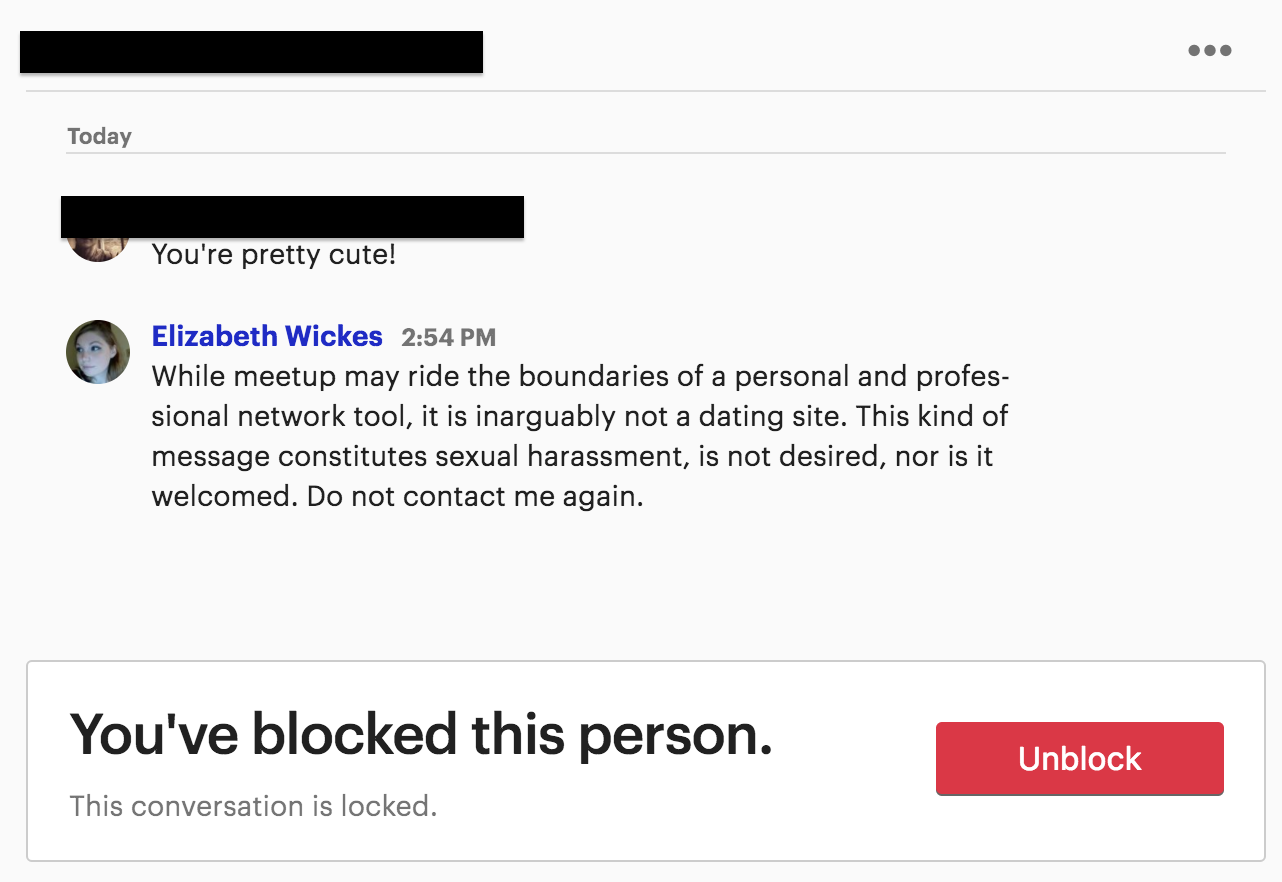 Today
You're pretty cute!
Elizabeth Wickes 2:54 PM
While meetup may ride the boundaries of a personal and profes-
sional network tool, it is inarguably not a dating site. This kind of
message constitutes sexual harassment, is not desired, nor is it
welcomed. Do not contact me again.
You've blocked this person.
Unblock
This conversation is locked.